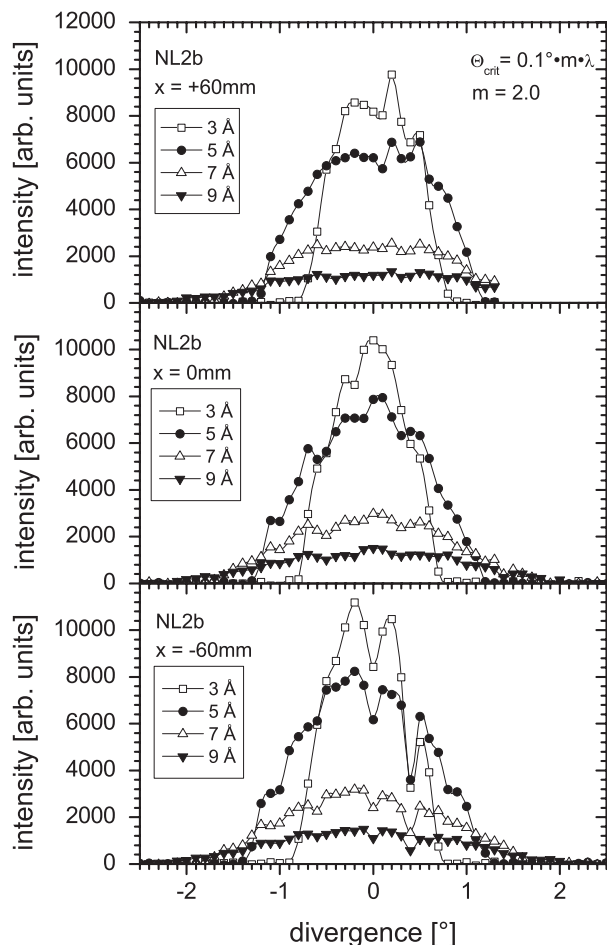 12000
10000
8000
6000
4000
2000
0
intensity [arb. units]
NL2b
x = +60mm
3 Å
5 Å
7 Å
9 Å
Θcrit = 0.1°•m•λ
m = 2.0
10000
8000
6000
4000
2000
0
intensity [arb. units]
NL2b
x = 0mm
3 Å
5 Å
7 Å
9 Å
10000
8000
6000
4000
2000
0
intensity [arb. units]
NL2b
x = -60mm
3 Å
5 Å
7 Å
9 Å
-2 -1 0 1 2
divergence [°]